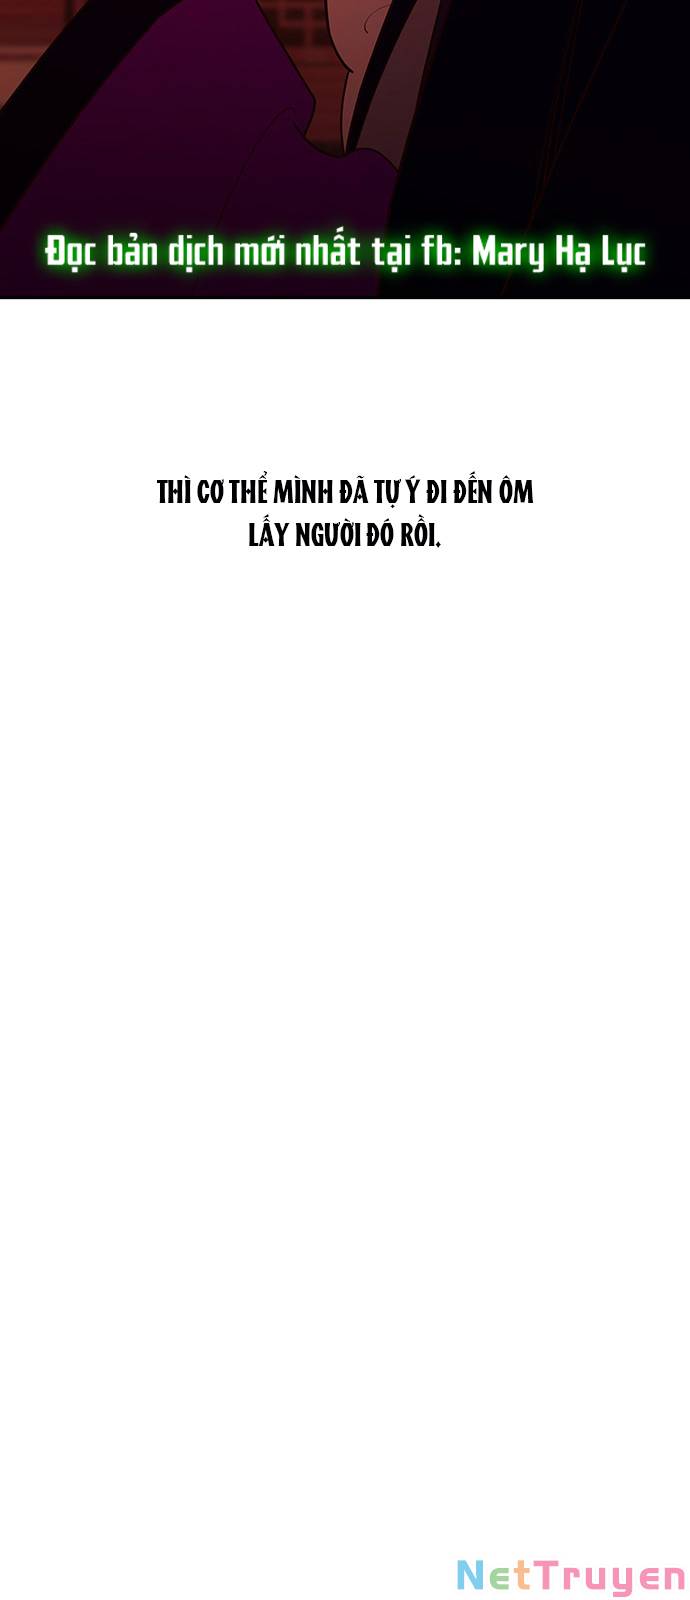 Đọc bản dịch mới nhất tại fb: Mary Hạ Lục
THÌ CƠ THỂ MÌNH ĐÃ TỰ Ý ĐI ĐẾN ÔM
LẤY NGƯỜI ĐÓ RỒI.
NetTruyen